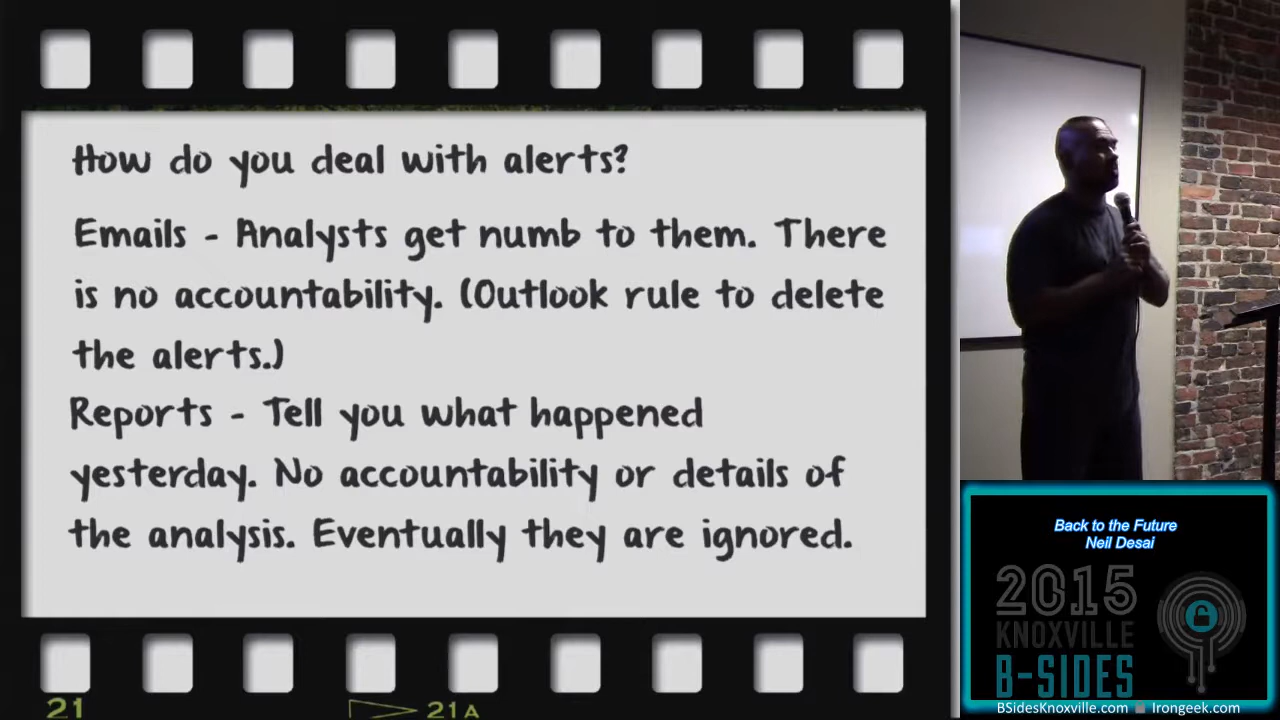 How do you deal with alerts?
Emails - Analysts get numb to them. There
is no accountability. (Outlook rule to delete
the alerts.)
Reports - Tell you what happened
yesterday. No accountability or details of
the analysis. Eventually they are ignored.
21
21A
Back to the Future
Neil Desai
2015
KNOXVILLE
B-SIDES
BSidesKnoxville.com
Irongeek.com